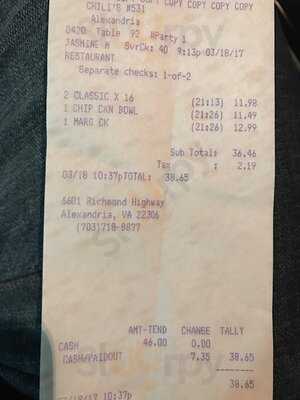 COPY COPY COPY COPY
CHILI'S #531
Alexandria
0420 Table 92 #Party 1
JASMINE M SvrCk: 40 9:13p 03/18/17
RESTAURANT
Separate checks: 1-of-2
2 CLASSIC X 16 (21:13) 11.98
1 CHIP CKN BOWL (21:26) 11.49
1 MARG CK (21:26) 12.99
Sub Total: 36.46
Tax : 2.19
03/18 10:37pTOTAL: 38.65
6601 Richmond Highway
Alexandria, VA 22306
(703)718-8877
AMT-TEND CHANGE TALLY
CASH 46.00 0.00
CASH/PAIDOUT 7.35 38.65
---------
38.65
10:37p